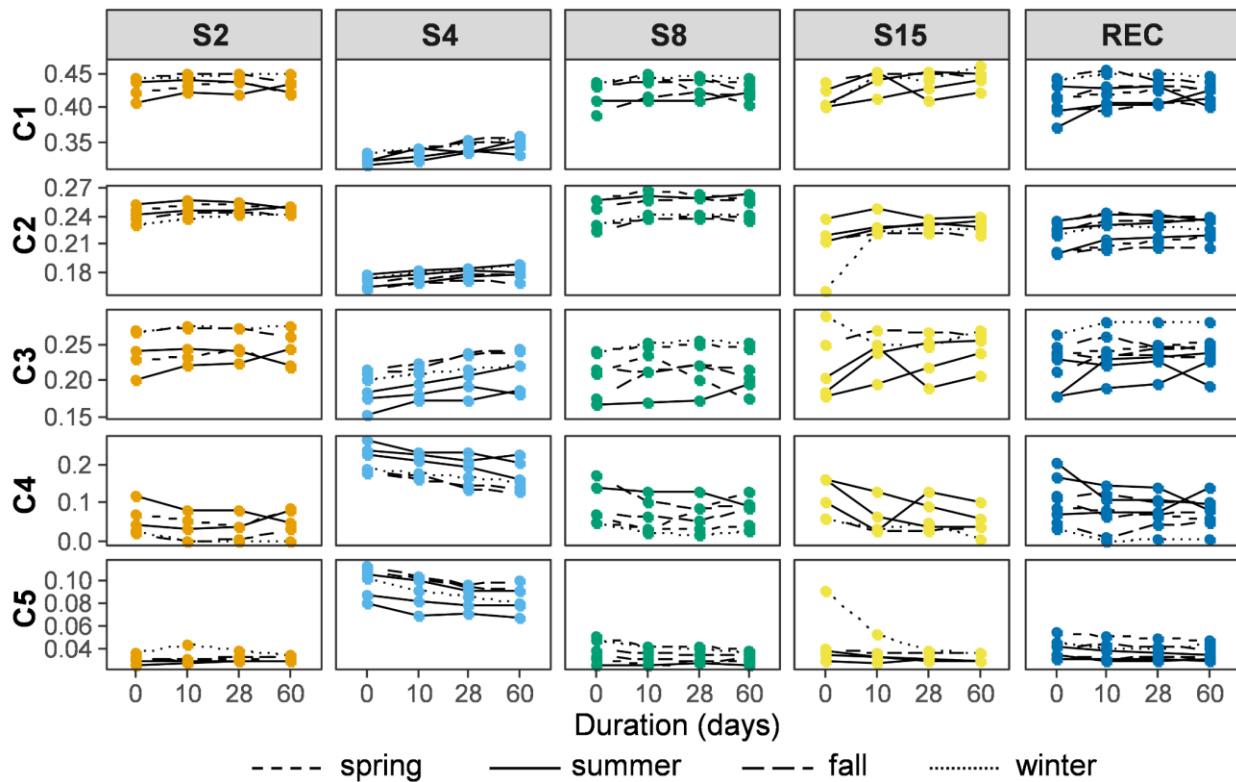 S2 S4 S8 S15 REC
C1 0.45 0.40 0.35
C2 0.27 0.24 0.21 0.18
C3 0.25 0.20 0.15
C4 0.2 0.1 0.0
C5 0.10 0.08 0.06 0.04
0 10 28 60 0 10 28 60 0 10 28 60 0 10 28 60 0 10 28 60
Duration (days)
spring summer fall winter